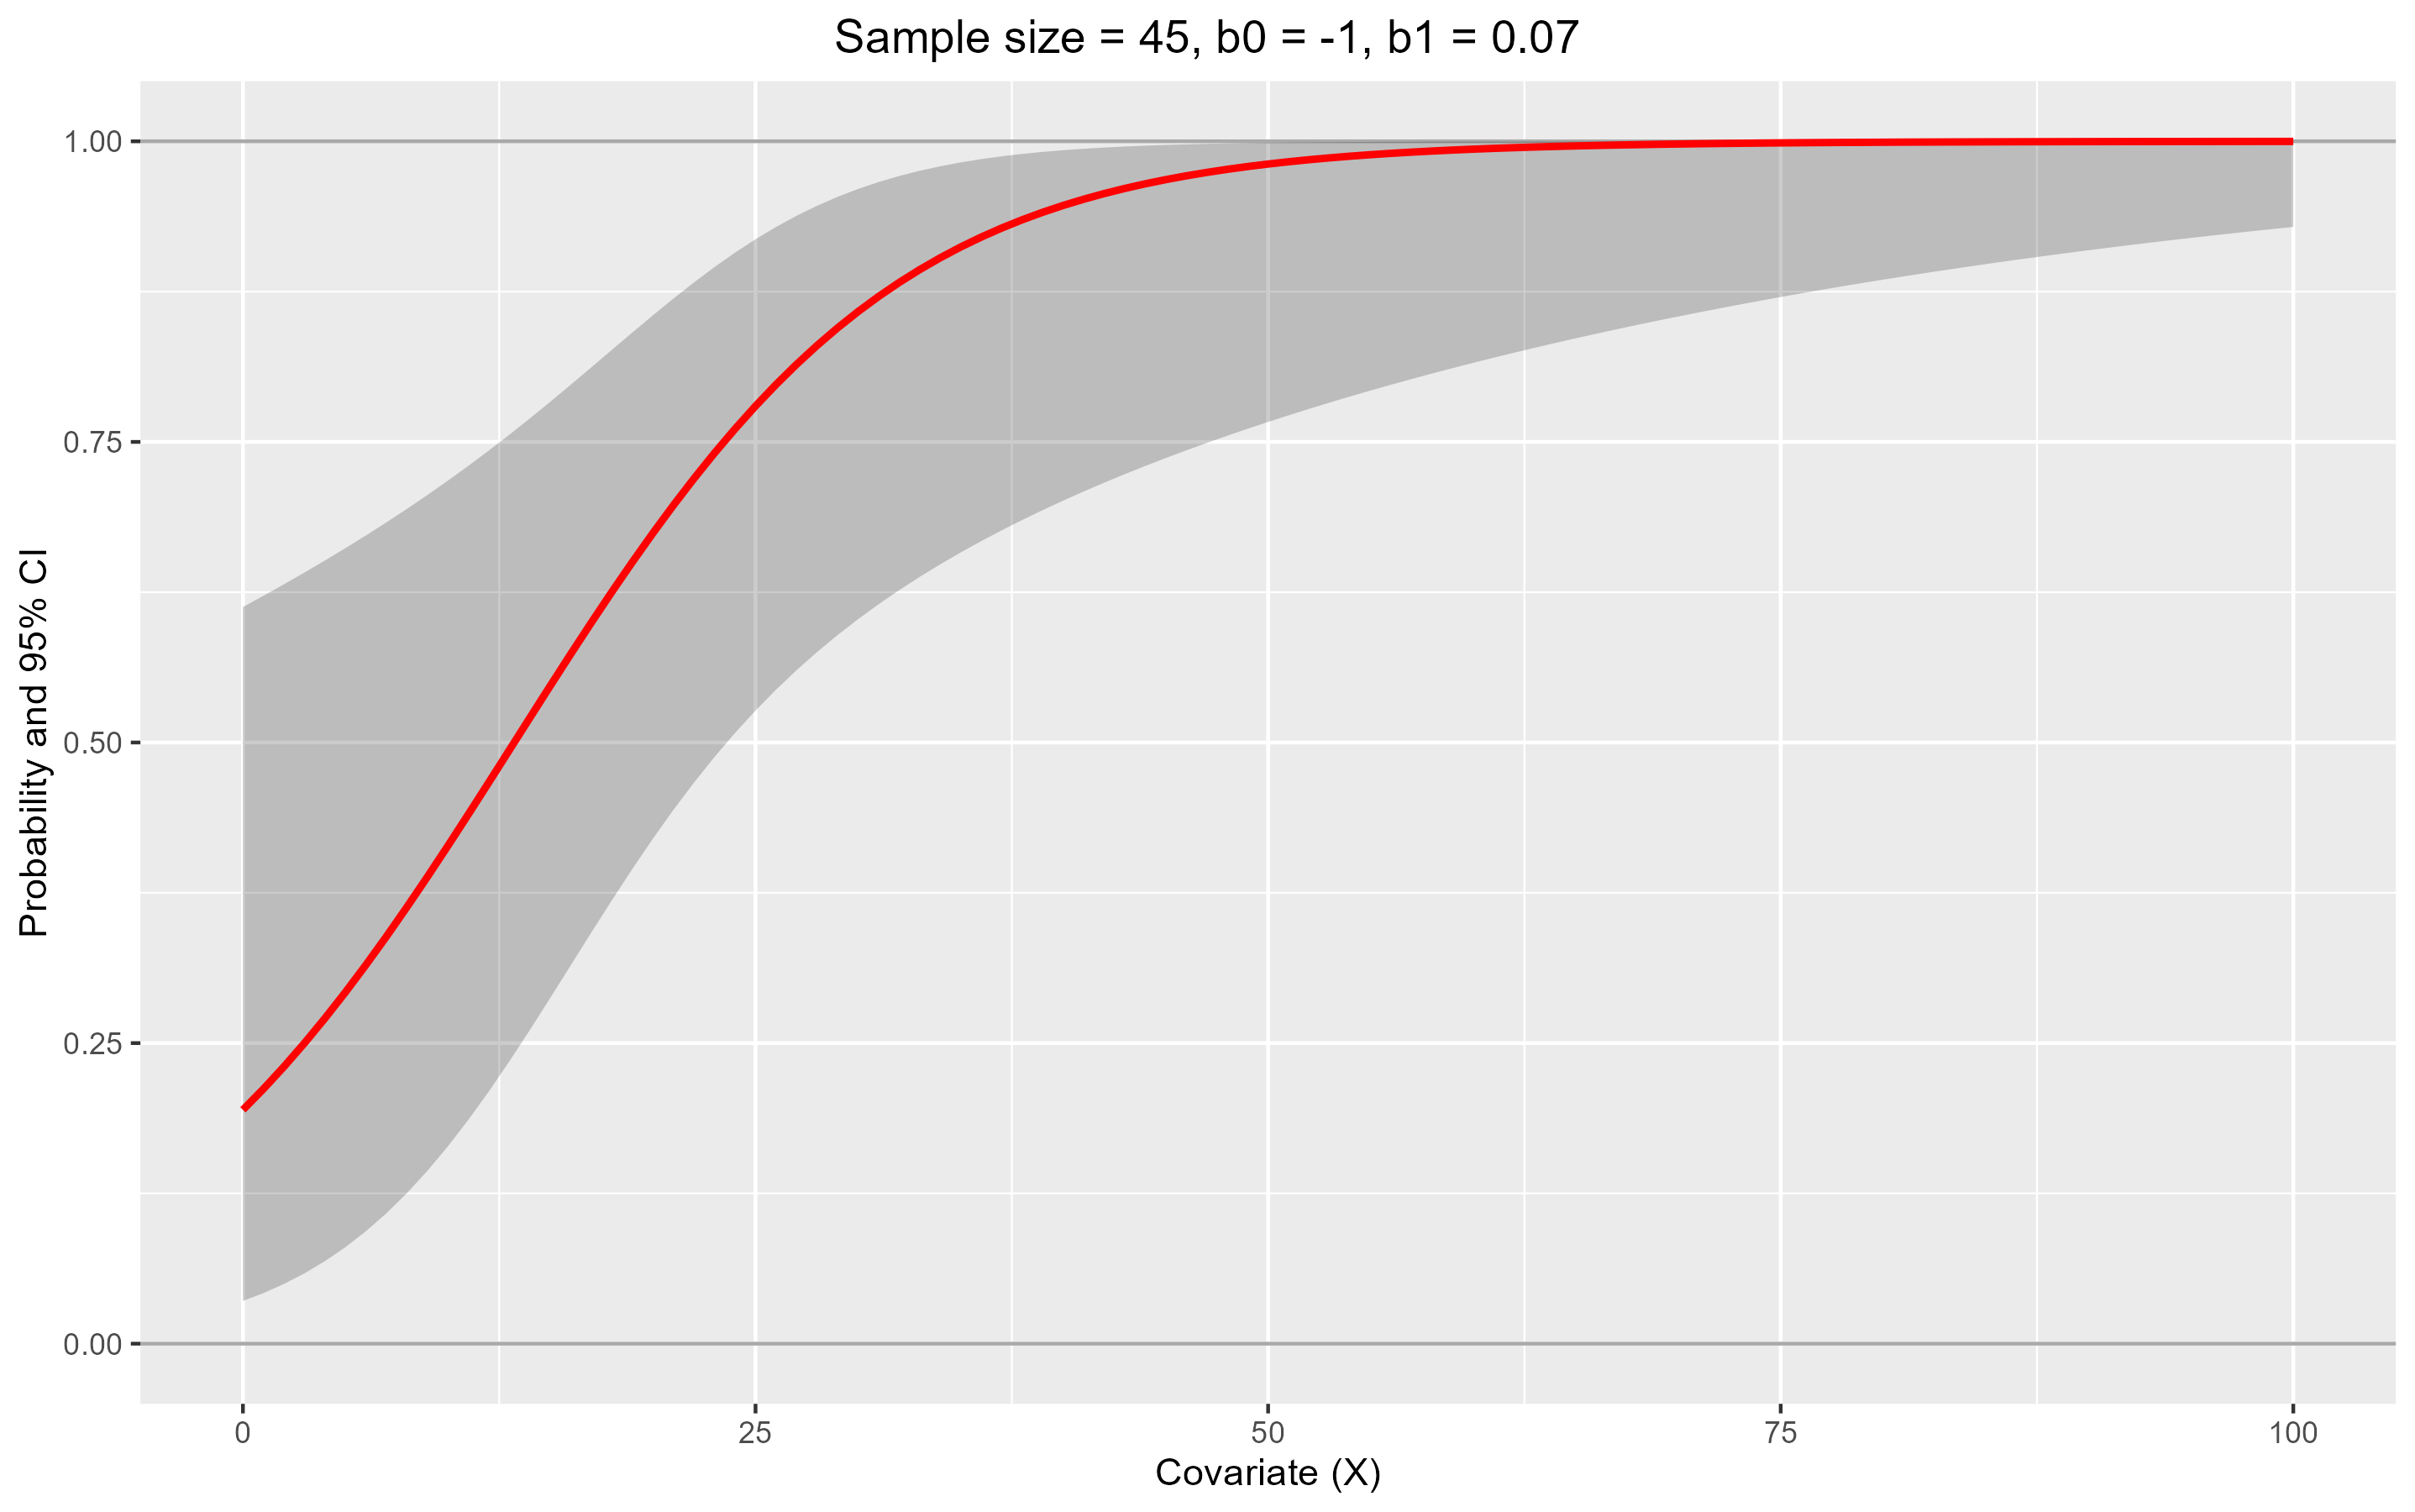 Sample size = 45, b0 = -1, b1 = 0.07
Probability and 95% CI
1.00
0.75
0.50
0.25
0.00
0 25 50 75 100
Covariate (X)